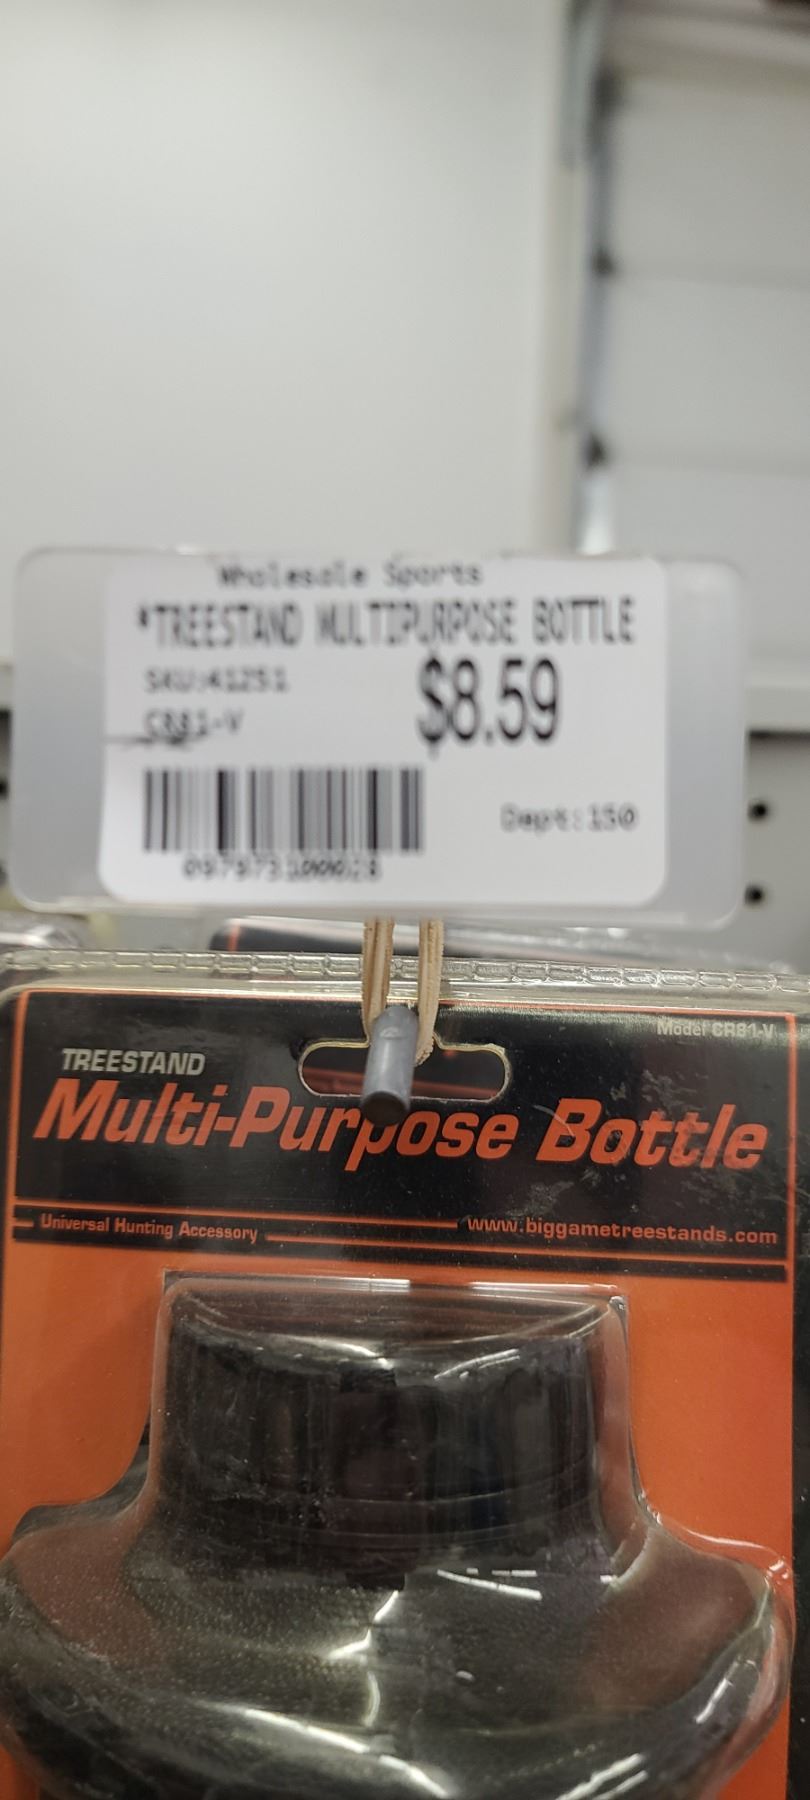 Wholesale Sports
*TREESTAND MULTIPURPOSE BOTTLE
SKU:41251
$8.59
CR81-V
Dept:150
Model CR81-V
TREESTAND
Multi-Purpose Bottle
Universal Hunting Accessory
www.biggametreestands.com